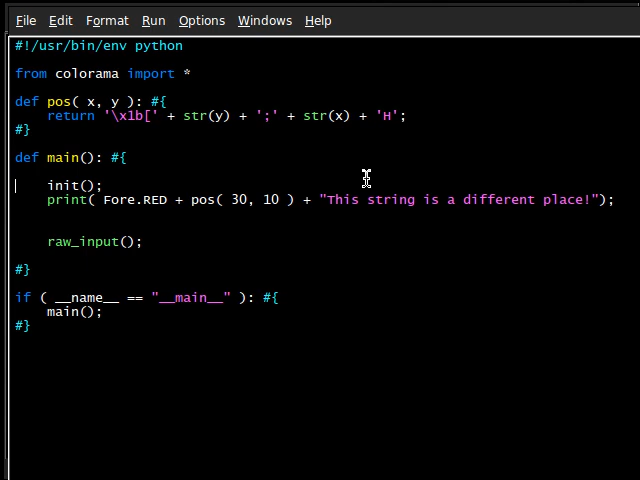 File Edit Format Run Options Windows Help
#!/usr/bin/env python
from colorama import *
def pos( x, y ): #{
    return '\x1b[' + str(y) + ';' + str(x) + 'H';
#}
def main(): #{
    init();
    print( Fore.RED + pos( 30, 10 ) + "This string is a different place!");
    raw_input();
#}
if ( __name__ == "__main__" ): #{
    main();
#}